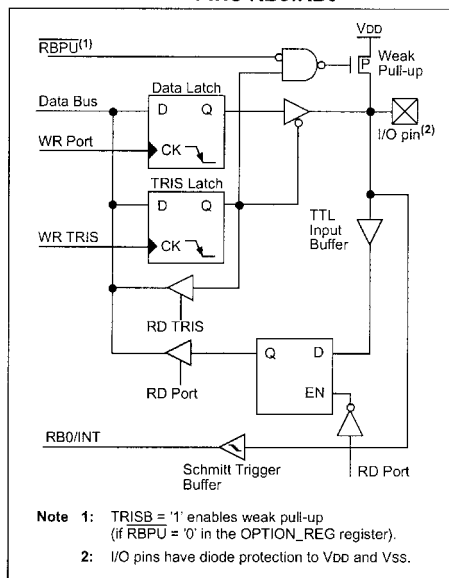 PINS RB3:RB0
VDD
RBPU(1)
P
Weak
Pull-up
Data Latch
Data Bus
D Q
I/O pin(2)
WR Port
CK
TRIS Latch
D Q
TTL
Input
Buffer
WR TRIS
CK
RD TRIS
Q D
RD Port
EN
RB0/INT
Schmitt Trigger
Buffer
RD Port
Note 1: TRISB = '1' enables weak pull-up
(if RBPU = '0' in the OPTION_REG register).
2: I/O pins have diode protection to VDD and VSS.